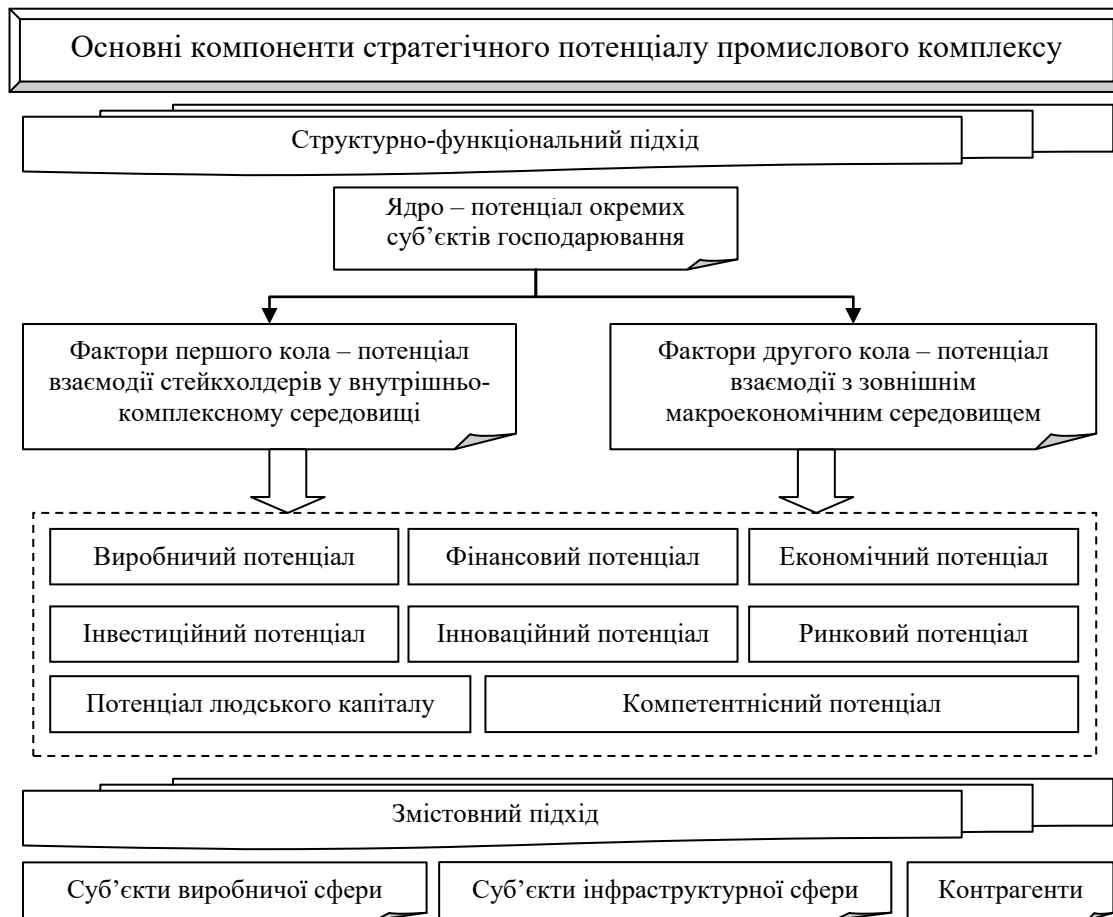 Основні компоненти стратегічного потенціалу промислового комплексу
Структурно-функціональний підхід
Ядро – потенціал окремих
суб’єктів господарювання
Фактори першого кола – потенціал
взаємодії стейкхолдерів у внутрішньо-
комплексному середовищі
Фактори другого кола – потенціал
взаємодії з зовнішнім
макроекономічним середовищем
Виробничий потенціал
Фінансовий потенціал
Економічний потенціал
Інвестиційний потенціал
Інноваційний потенціал
Ринковий потенціал
Потенціал людського капіталу
Компетентнісний потенціал
Змістовний підхід
Суб’єкти виробничої сфери
Суб’єкти інфраструктурної сфери
Контрагенти